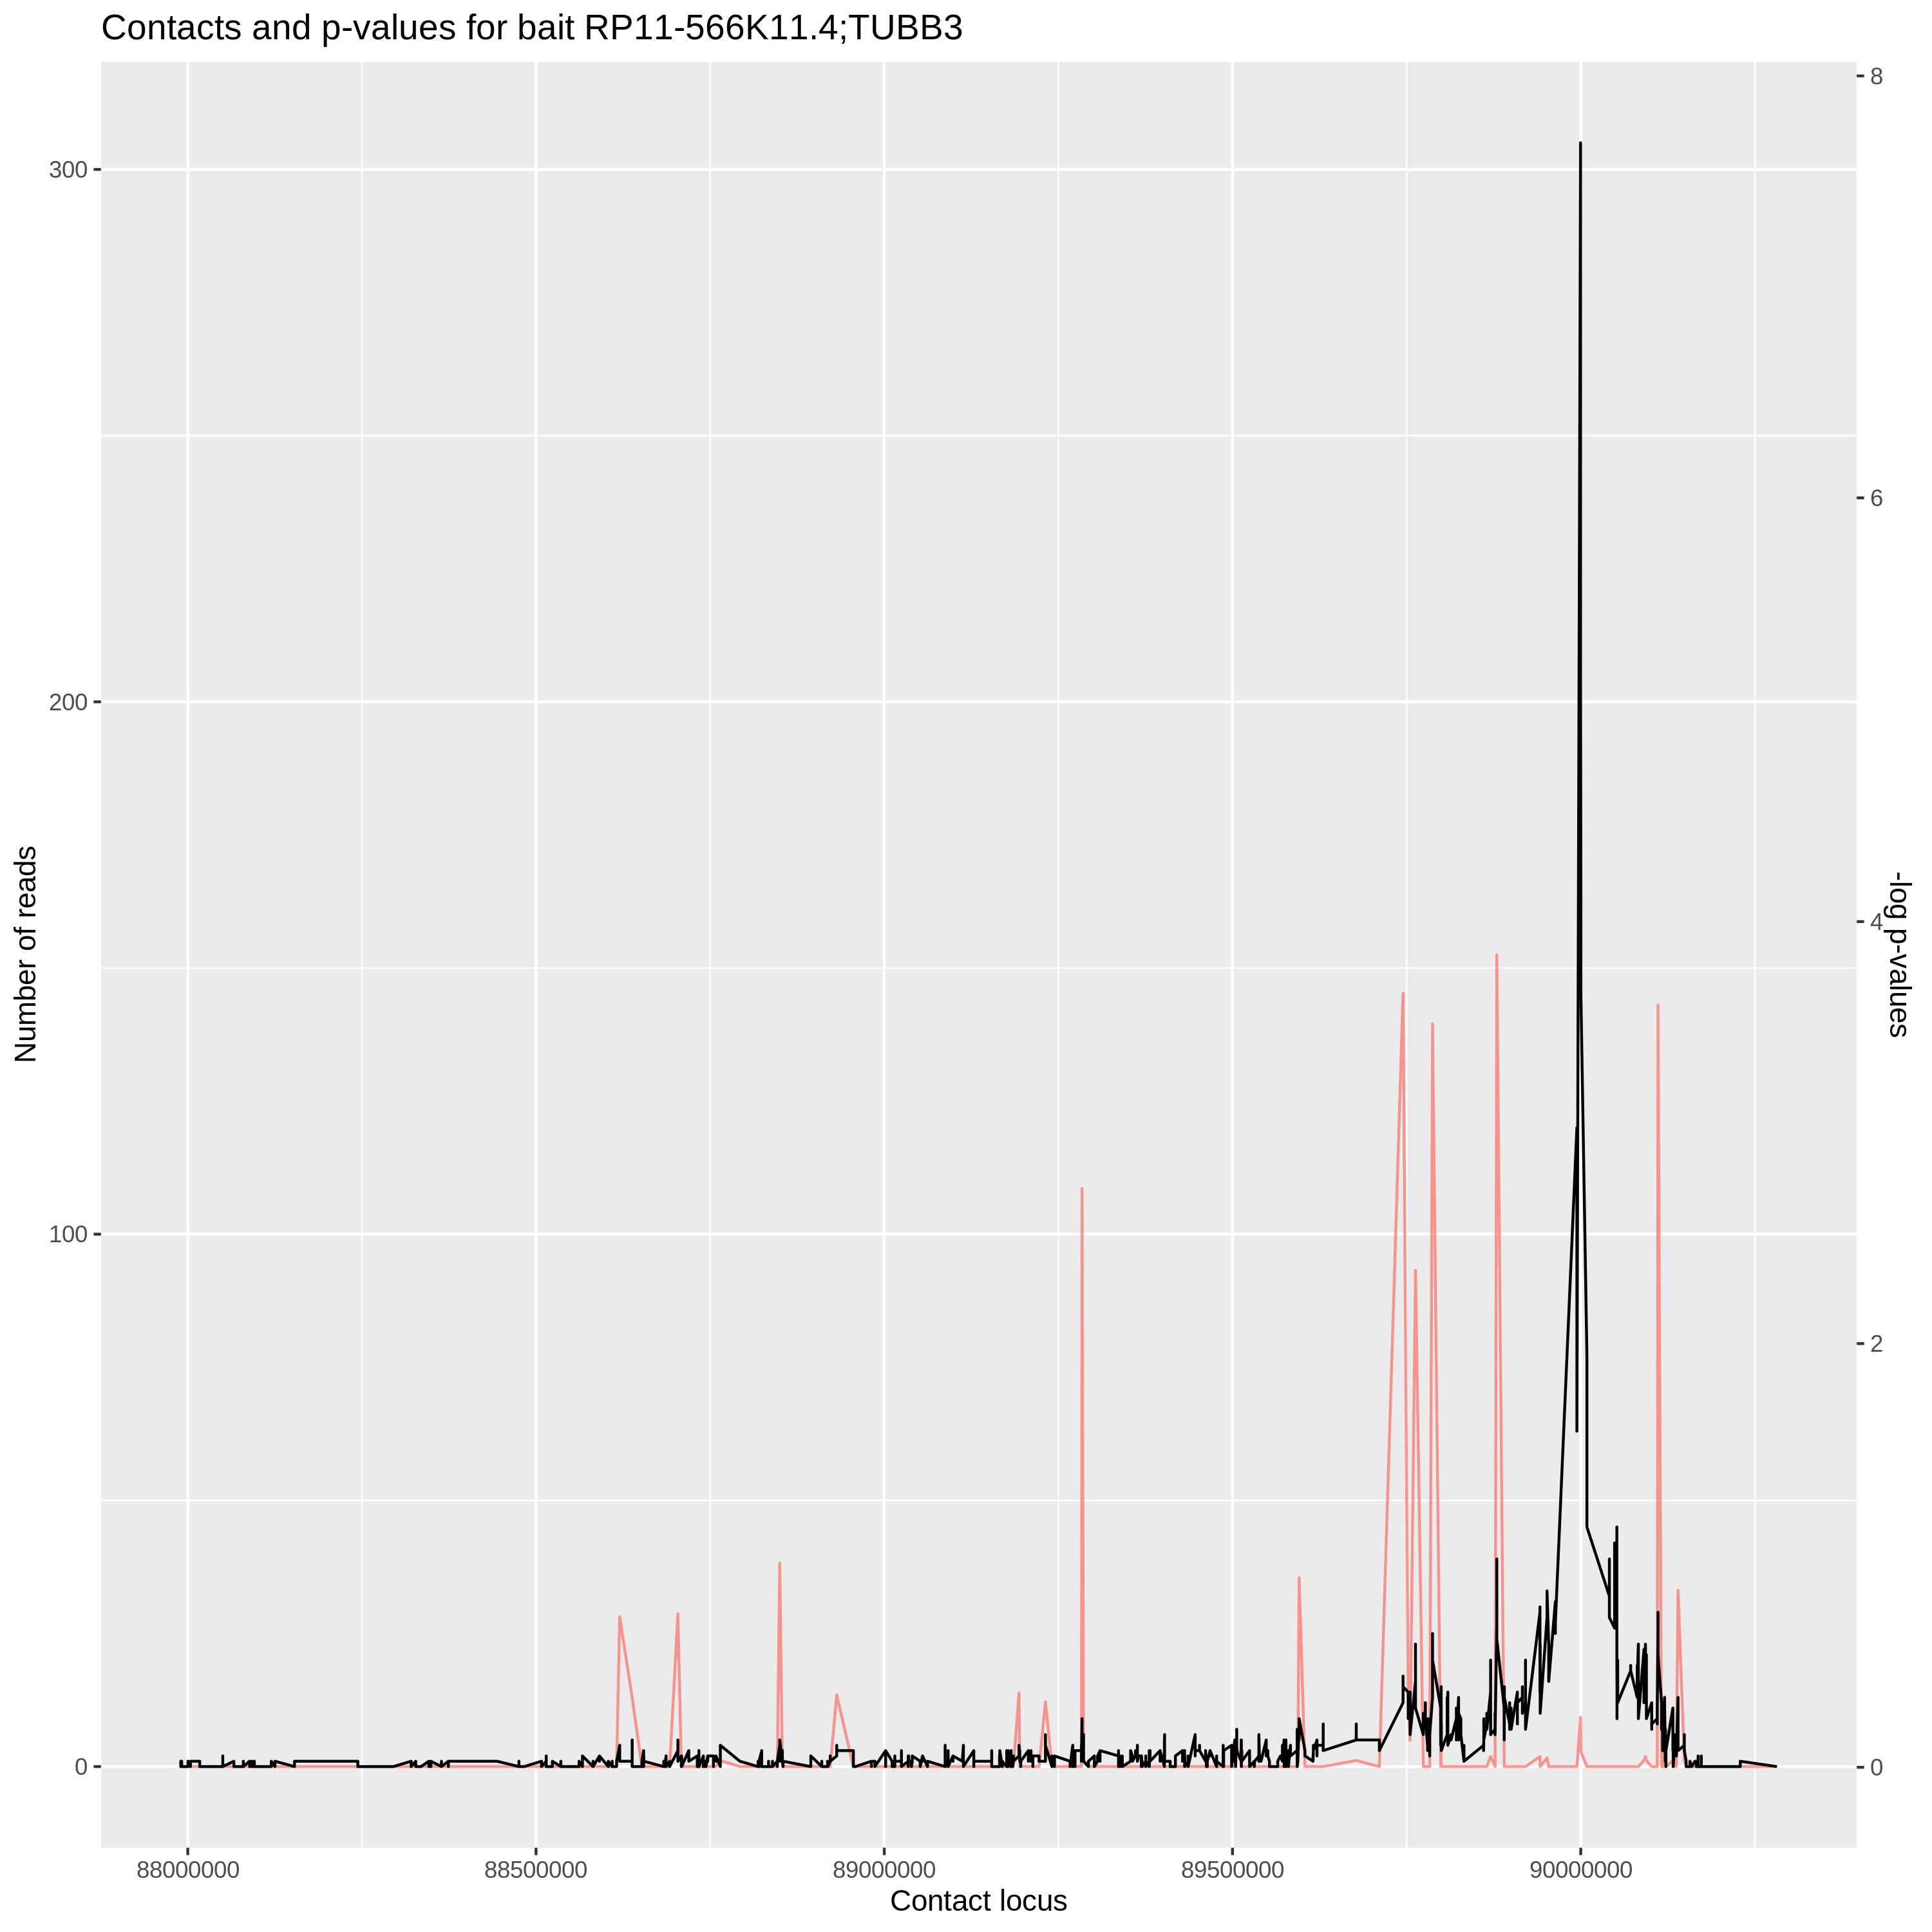 Contacts and p-values for bait RP11-566K11.4;TUBB3
300
200
100
0
Number of reads
8
6
4
2
0
-log p-values
88000000 88500000 89000000 89500000 90000000
Contact locus